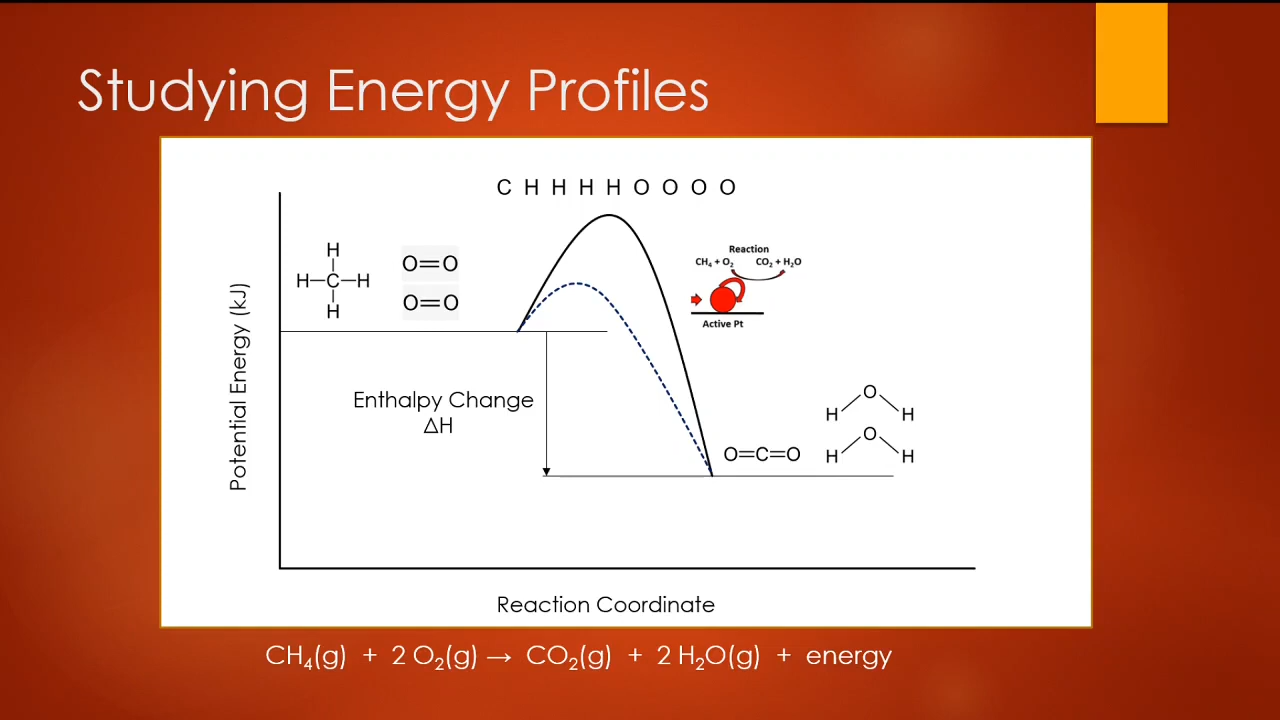 Studying Energy Profiles
C H H H H O O O O
H
H–C–H
H
O=O
O=O
Reaction
CH₄ + O₂ CO₂ + H₂O
Active Pt
Potential Energy (kJ)
Enthalpy Change
ΔH
O=C=O
O
H H
O
H H
Reaction Coordinate
CH₄(g) + 2 O₂(g) → CO₂(g) + 2 H₂O(g) + energy